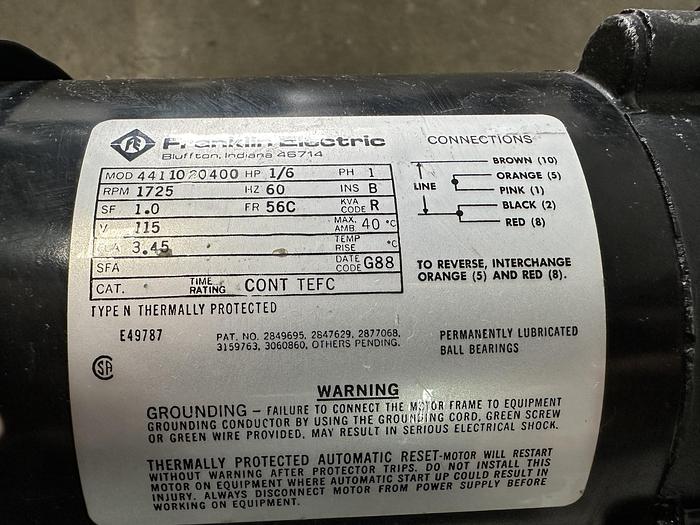 FE Franklin Electric
Bluffton, Indiana 46714
MOD 4411020400 HP 1/6 PH 1
RPM 1725 HZ 60 INS B
SF 1.0 FR 56C KVA CODE R
V 115 MAX. AMB. 40 °C
3.45 TEMP RISE °C
SFA DATE CODE G88
CAT. TIME RATING CONT TEFC
TYPE N THERMALLY PROTECTED
E49787
PAT. NO. 2849695, 2847629, 2877068,
3159763, 3060860, OTHERS PENDING.
CONNECTIONS
LINE
BROWN (10)
ORANGE (5)
PINK (1)
BLACK (2)
RED (8)
TO REVERSE, INTERCHANGE
ORANGE (5) AND RED (8).
PERMANENTLY LUBRICATED
BALL BEARINGS
WARNING
GROUNDING – FAILURE TO CONNECT THE MOTOR FRAME TO EQUIPMENT
GROUNDING CONDUCTOR BY USING THE GROUNDING CORD, GREEN SCREW
OR GREEN WIRE PROVIDED, MAY RESULT IN SERIOUS ELECTRICAL SHOCK.
THERMALLY PROTECTED AUTOMATIC RESET-MOTOR WILL RESTART
WITHOUT WARNING AFTER PROTECTOR TRIPS. DO NOT INSTALL THIS
MOTOR ON EQUIPMENT WHERE AUTOMATIC START UP COULD RESULT IN
INJURY. ALWAYS DISCONNECT MOTOR FROM POWER SUPPLY BEFORE
WORKING ON EQUIPMENT.